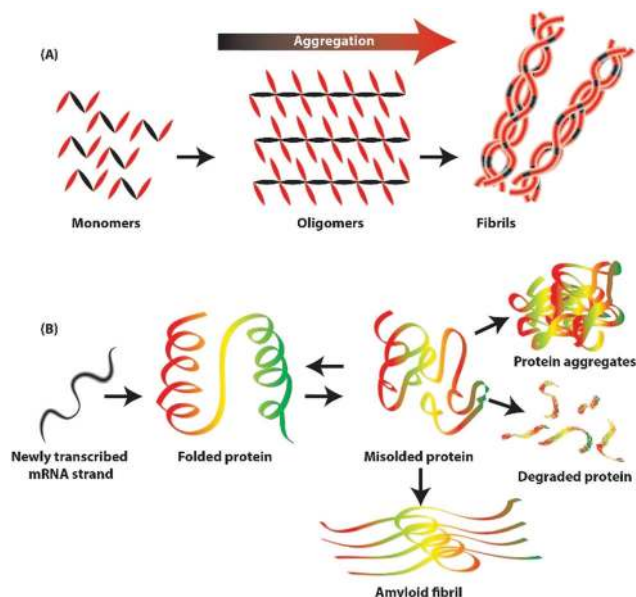 Aggregation
(A)
Monomers
Oligomers
Fibrils
(B)
Protein aggregates
Newly transcribed
mRNA strand
Folded protein
Misolded protein
Degraded protein
Amyloid fibril